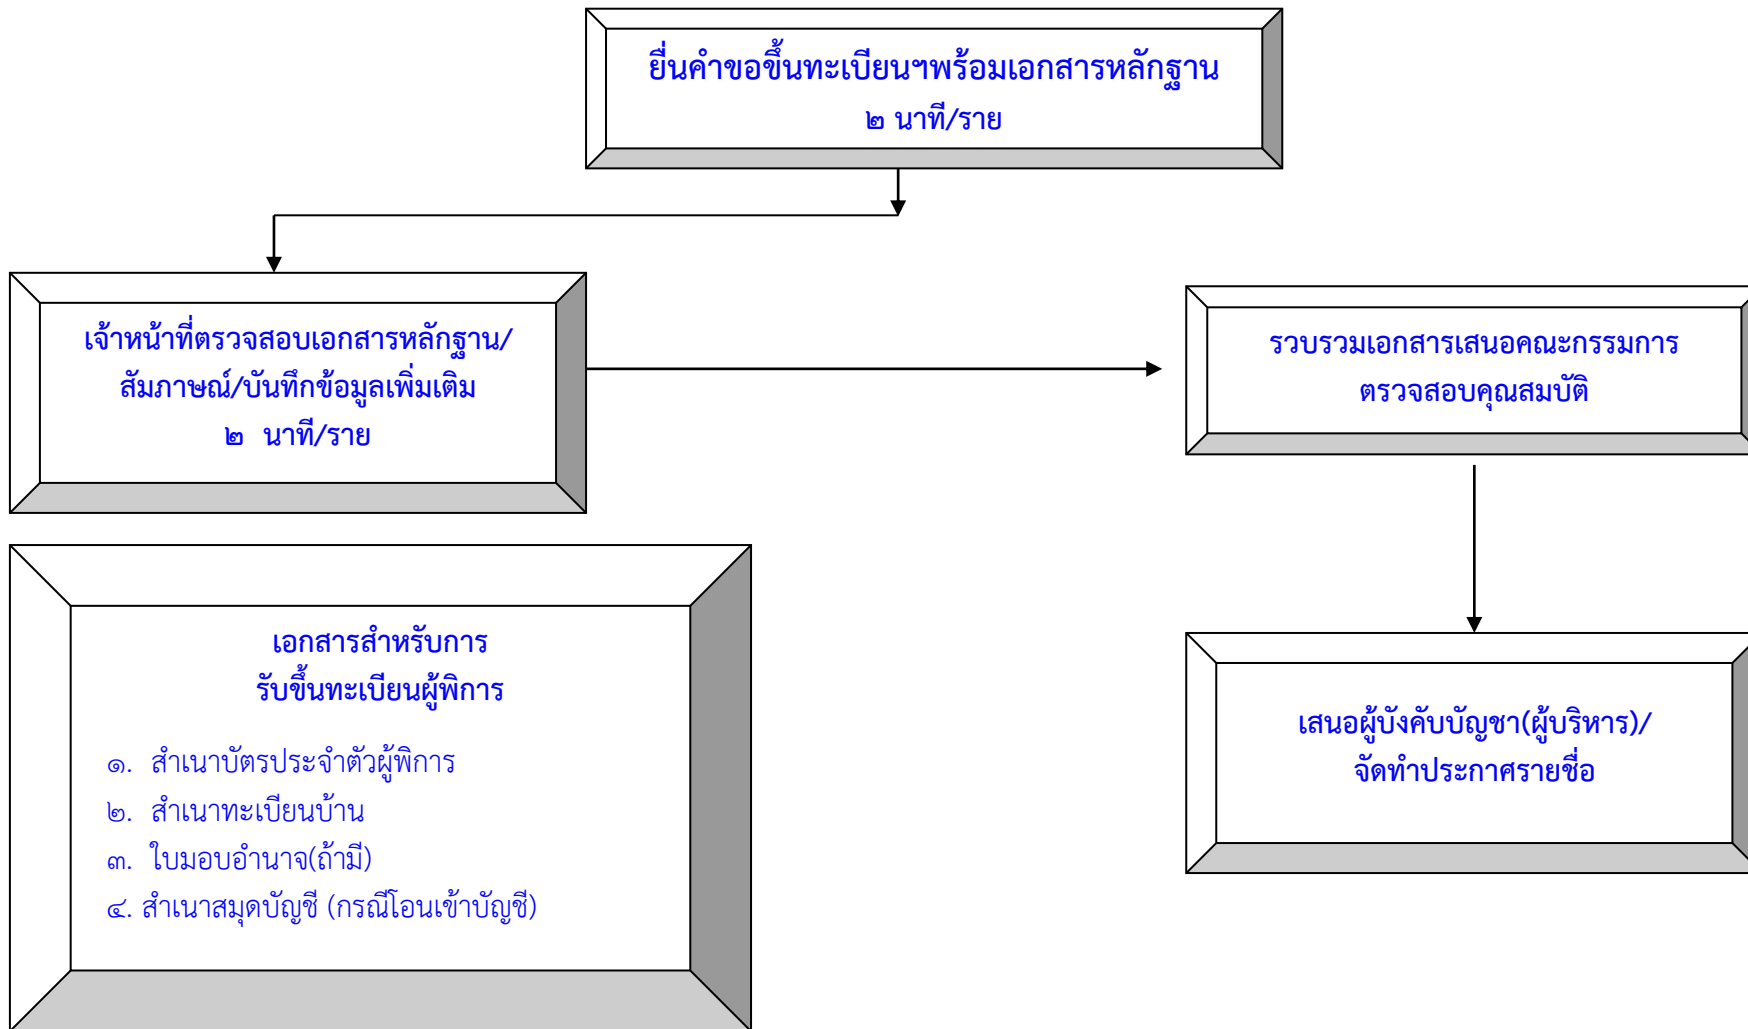 ยื่นคำขอขึ้นทะเบียนฯพร้อมเอกสารหลักฐาน
๒ นาที/ราย
เจ้าหน้าที่ตรวจสอบเอกสารหลักฐาน/
สัมภาษณ์/บันทึกข้อมูลเพิ่มเติม
๒ นาที/ราย
รวบรวมเอกสารเสนอคณะกรรมการ
ตรวจสอบคุณสมบัติ
เอกสารสำหรับการ
รับขึ้นทะเบียนผู้พิการ
๑. สำเนาบัตรประจำตัวผู้พิการ
๒. สำเนาทะเบียนบ้าน
๓. ใบมอบอำนาจ(ถ้ามี)
๔. สำเนาสมุดบัญชี (กรณีโอนเข้าบัญชี)
เสนอผู้บังคับบัญชา(ผู้บริหาร)/
จัดทำประกาศรายชื่อ